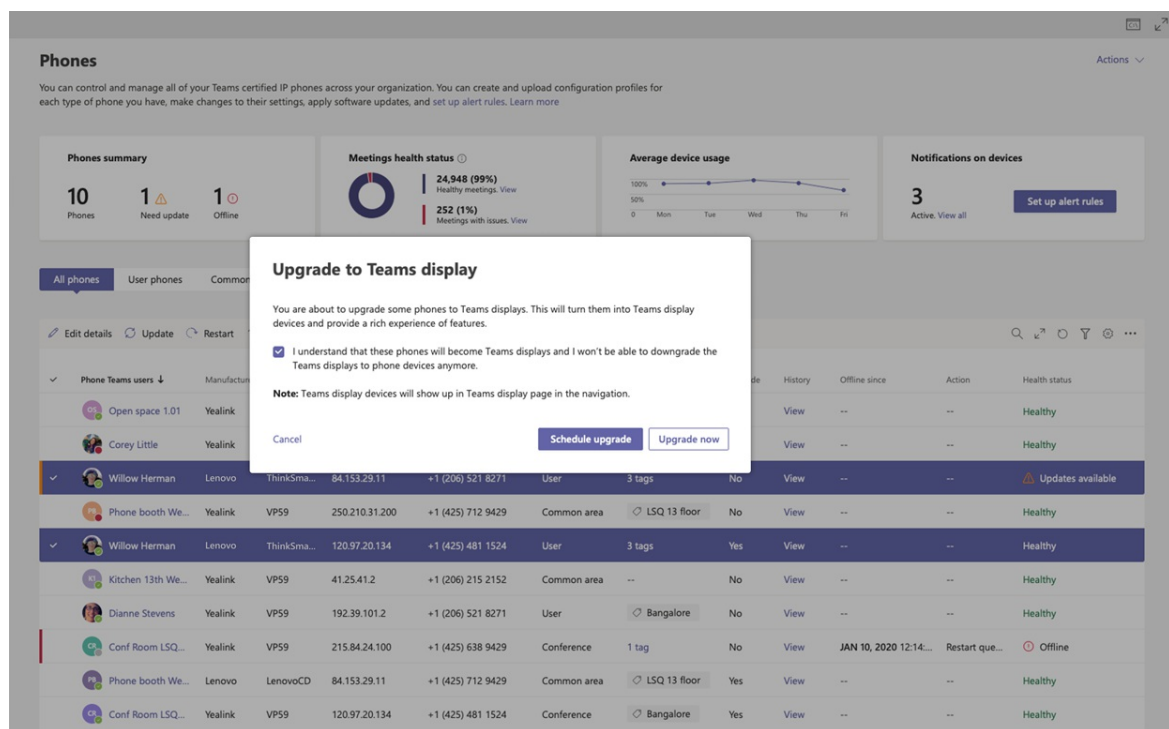 Phones
Actions
You can control and manage all of your Teams certified IP phones across your organization. You can create and upload configuration profiles for
each type of phone you have, make changes to their settings, apply software updates, and set up alert rules. Learn more
Phones summary
10
Phones
1
Need update
1
Offline
Meetings health status
24,948 (99%)
Healthy meetings. View
252 (1%)
Meetings with issues. View
Average device usage
100%
50%
0 Mon Tue Wed Thu Fri
Notifications on devices
3
Active. View all
Set up alert rules
All phones User phones Common
Upgrade to Teams display
You are about to upgrade some phones to Teams displays. This will turn them into Teams display
devices and provide a rich experience of features.
I understand that these phones will become Teams displays and I won't be able to downgrade the
Teams displays to phone devices anymore.
Note: Teams display devices will show up in Teams display page in the navigation.
Cancel Schedule upgrade Upgrade now
Edit details Update Restart
Phone Teams users ↓ Manufactur History Offline since Action Health status
Open space 1.01 Yealink View -- -- Healthy
Corey Little Yealink View -- -- Healthy
Willow Herman Lenovo ThinkSma... 84.153.29.11 +1 (206) 521 8271 User 3 tags No View -- -- Updates available
Phone booth We... Yealink VP59 250.210.31.200 +1 (425) 712 9429 Common area LSQ 13 floor No View -- -- Healthy
Willow Herman Lenovo ThinkSma... 120.97.20.134 +1 (425) 481 1524 User 3 tags Yes View -- -- Healthy
Kitchen 13th We... Yealink VP59 41.25.41.2 +1 (206) 215 2152 Common area -- No View -- -- Healthy
Dianne Stevens Yealink VP59 192.39.101.2 +1 (206) 521 8271 User Bangalore No View -- -- Healthy
CR Conf Room LSQ... Yealink VP59 215.84.24.100 +1 (425) 638 9429 Conference 1 tag No View JAN 10, 2020 12:14:... Restart que... Offline
Phone booth We... Lenovo LenovoCD 84.153.29.11 +1 (425) 712 9429 Common area LSQ 13 floor Yes View -- -- Healthy
CR Conf Room LSQ... Yealink VP59 120.97.20.134 +1 (425) 481 1524 Conference Bangalore Yes View -- -- Healthy